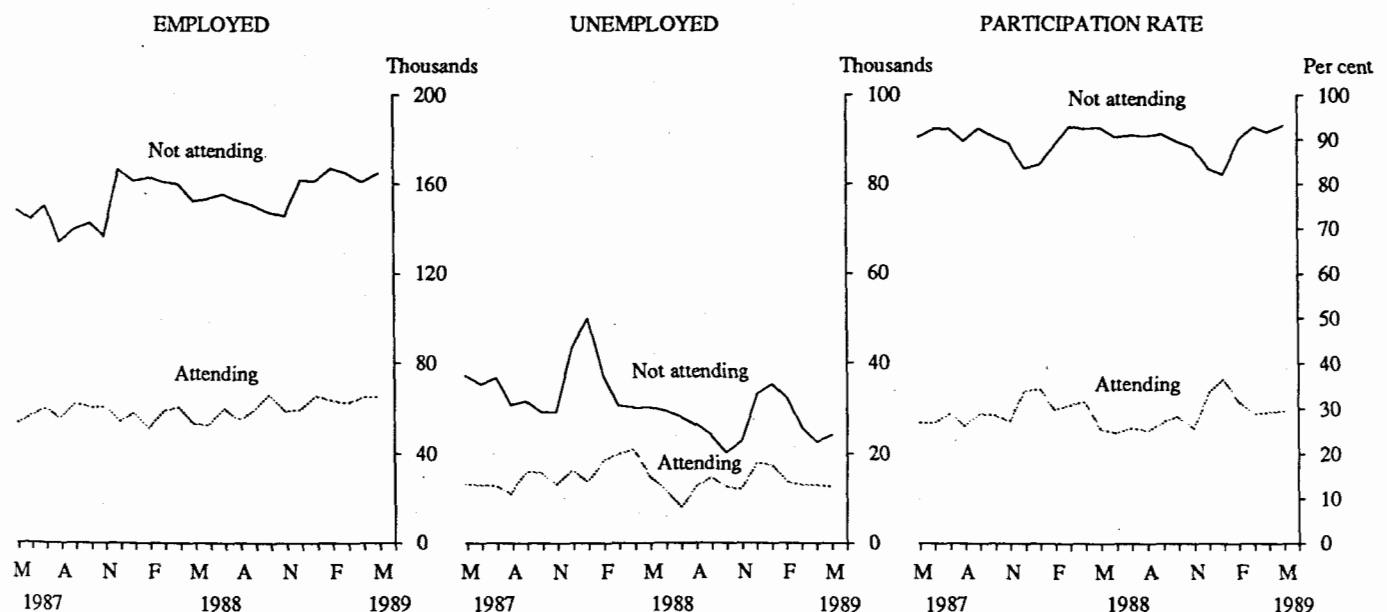 EMPLOYED
Thousands
200
160
120
80
40
0
Not attending
Attending
M A N F M A N F M
1987 1988 1989
UNEMPLOYED
Thousands
100
80
60
40
20
0
Not attending
Attending
M A N F M A N F M
1987 1988 1989
PARTICIPATION RATE
Per cent
100
90
80
70
60
50
40
30
20
10
0
Not attending
Attending
M A N F M A N F M
1987 1988 1989